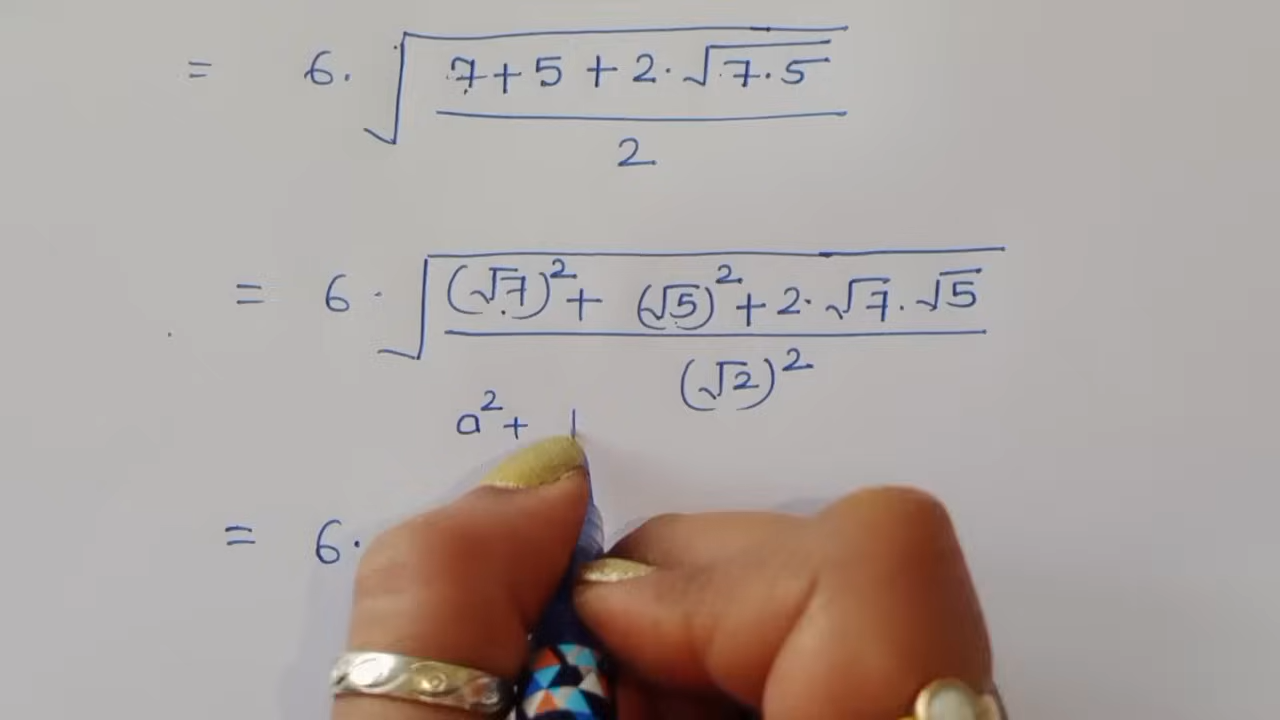 = 6. √(7+5+2.√(7.5) / 2)
= 6. √((√7)²+ (√5)²+2.√7.√5 / (√2)²)
a²+
= 6.